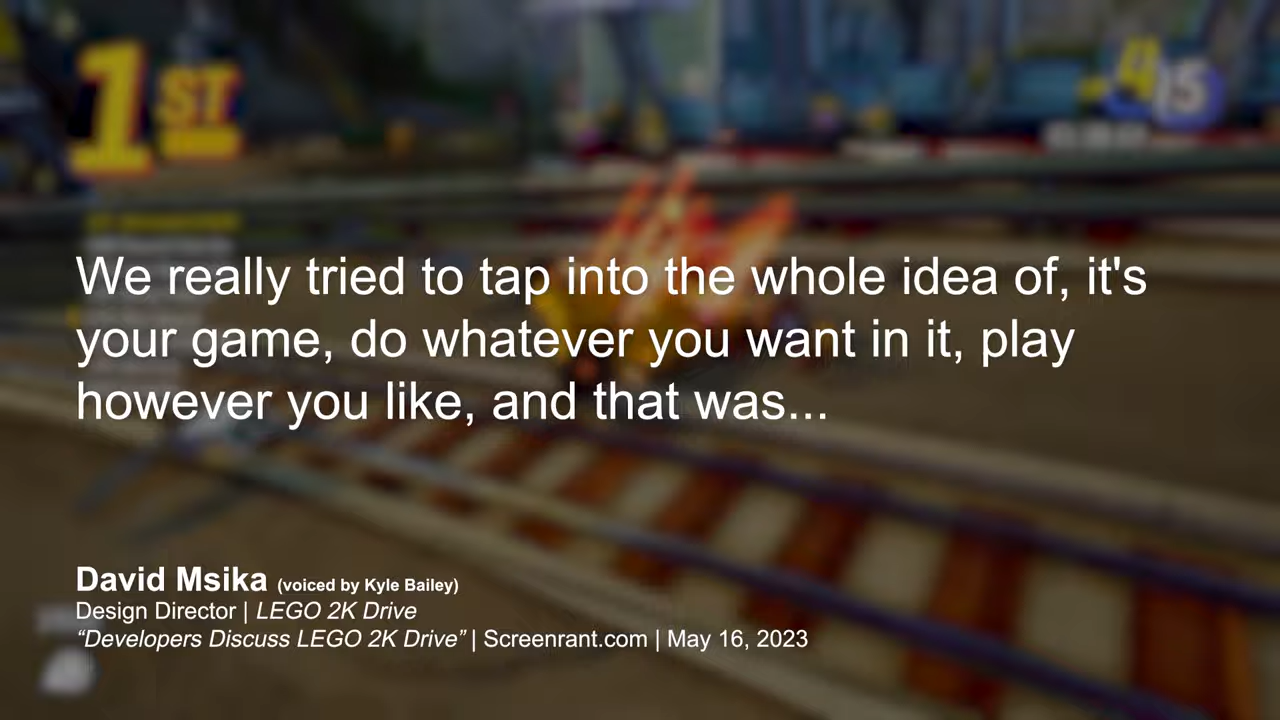 1ST
We really tried to tap into the whole idea of, it's
your game, do whatever you want in it, play
however you like, and that was...
David Msika (voiced by Kyle Bailey)
Design Director | LEGO 2K Drive
“Developers Discuss LEGO 2K Drive” | Screenrant.com | May 16, 2023